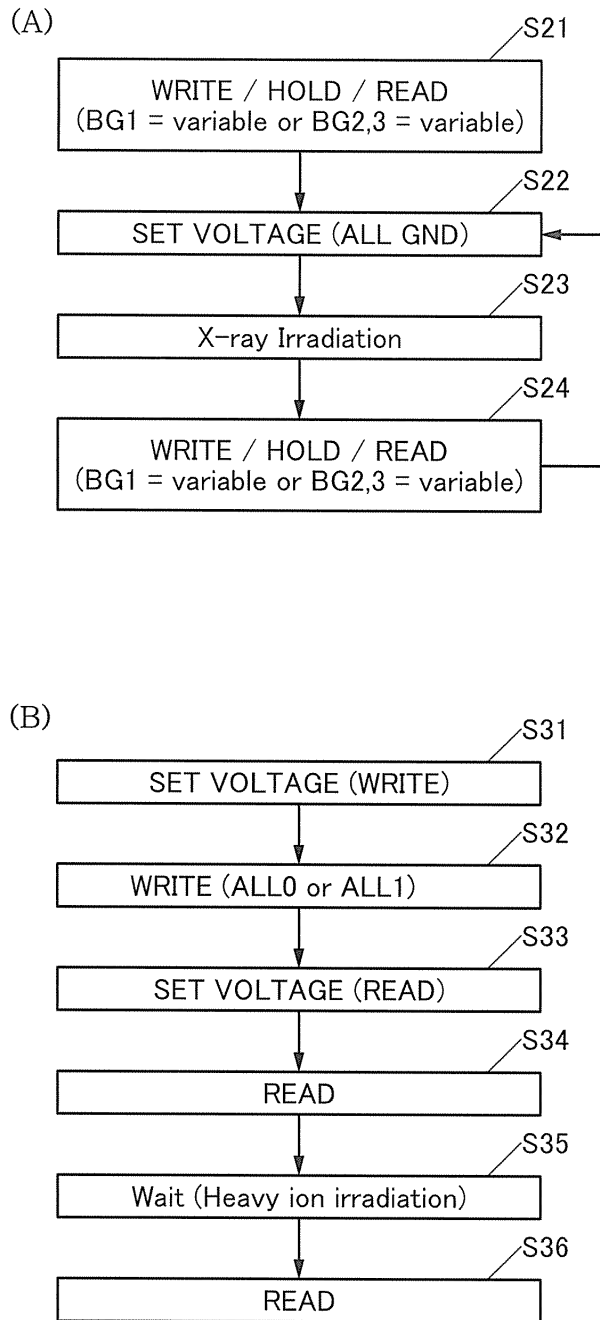 (A)
S21
WRITE / HOLD / READ
(BG1 = variable or BG2,3 = variable)
S22
SET VOLTAGE (ALL GND)
S23
X-ray Irradiation
S24
WRITE / HOLD / READ
(BG1 = variable or BG2,3 = variable)
(B)
S31
SET VOLTAGE (WRITE)
S32
WRITE (ALL0 or ALL1)
S33
SET VOLTAGE (READ)
S34
READ
S35
Wait (Heavy ion irradiation)
S36
READ